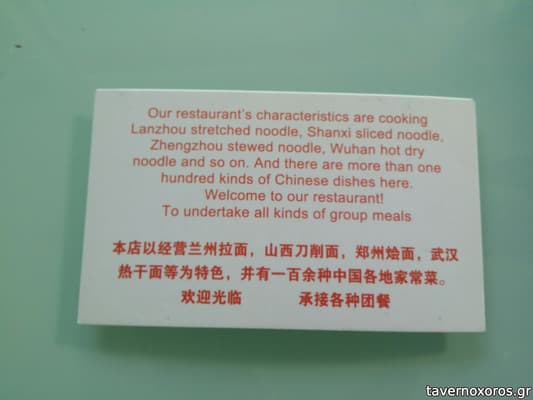 Our restaurant's characteristics are cooking
Lanzhou stretched noodle, Shanxi sliced noodle,
Zhengzhou stewed noodle, Wuhan hot dry
noodle and so on. And there are more than one
hundred kinds of Chinese dishes here.
Welcome to our restaurant!
To undertake all kinds of group meals
本店以经营兰州拉面，山西刀削面，郑州烩面，武汉
热干面等为特色，并有一百余种中国各地家常菜。
欢迎光临 承接各种团餐
tavernoxoros.gr